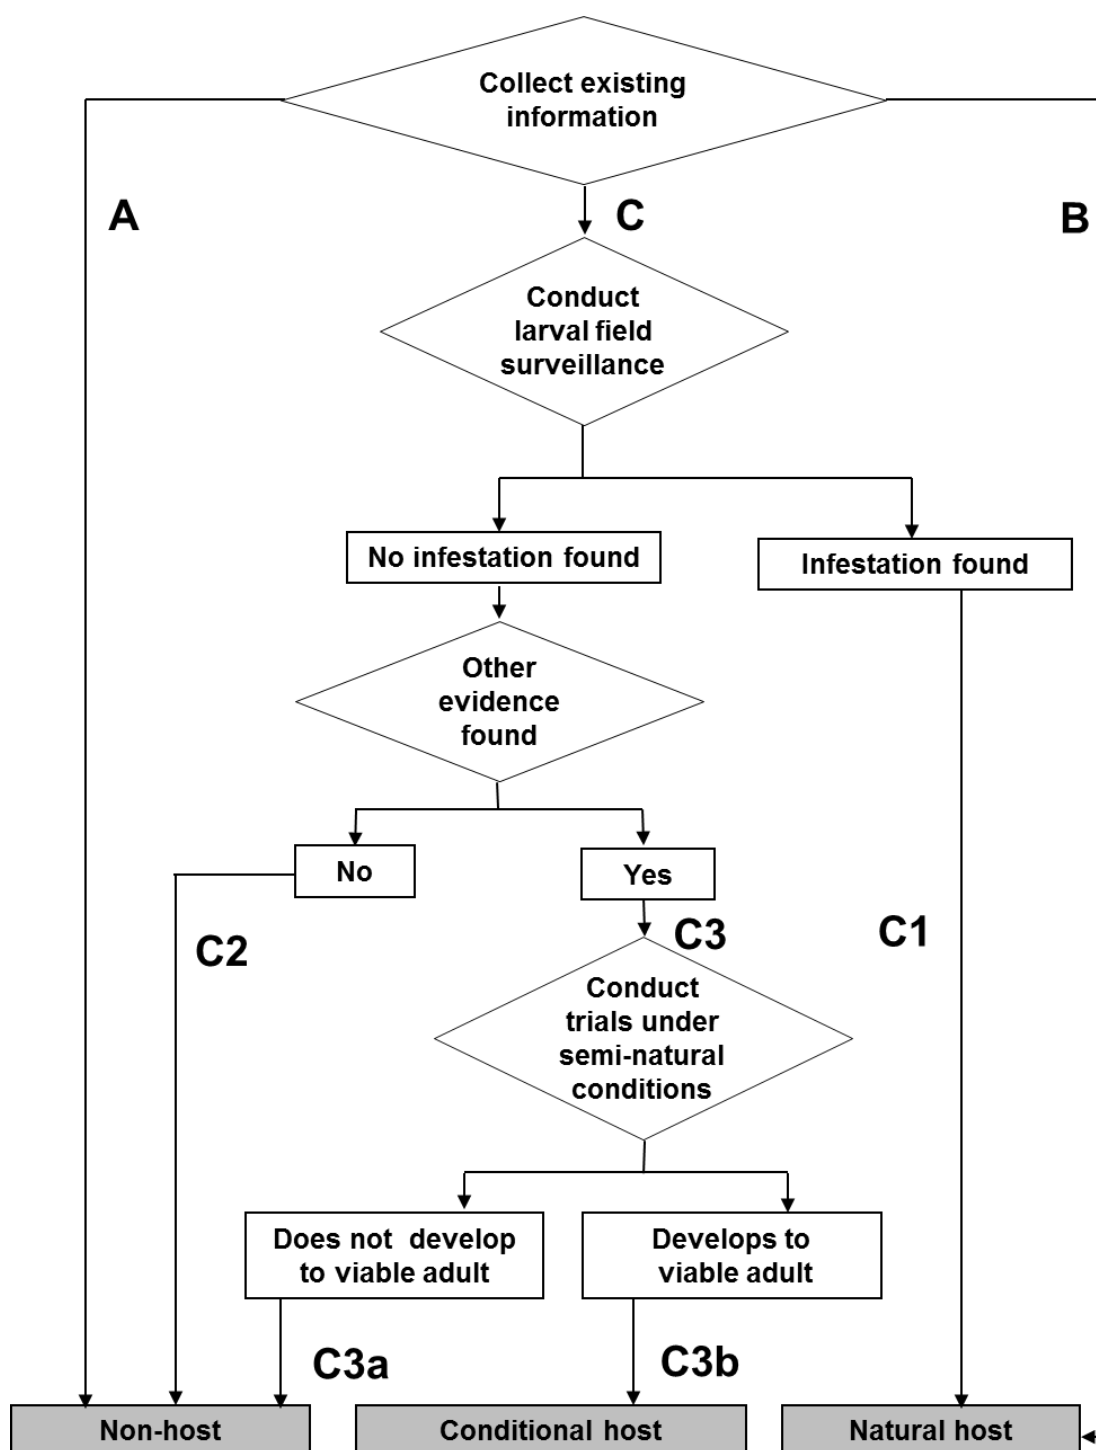 Collect existing
information
A
C
B
Conduct
larval field
surveillance
No infestation found
Infestation found
Other
evidence
found
No
Yes
C2
C3
C1
Conduct
trials under
semi-natural
conditions
Does not develop
to viable adult
Develops to
viable adult
C3a
C3b
Non-host
Conditional host
Natural host